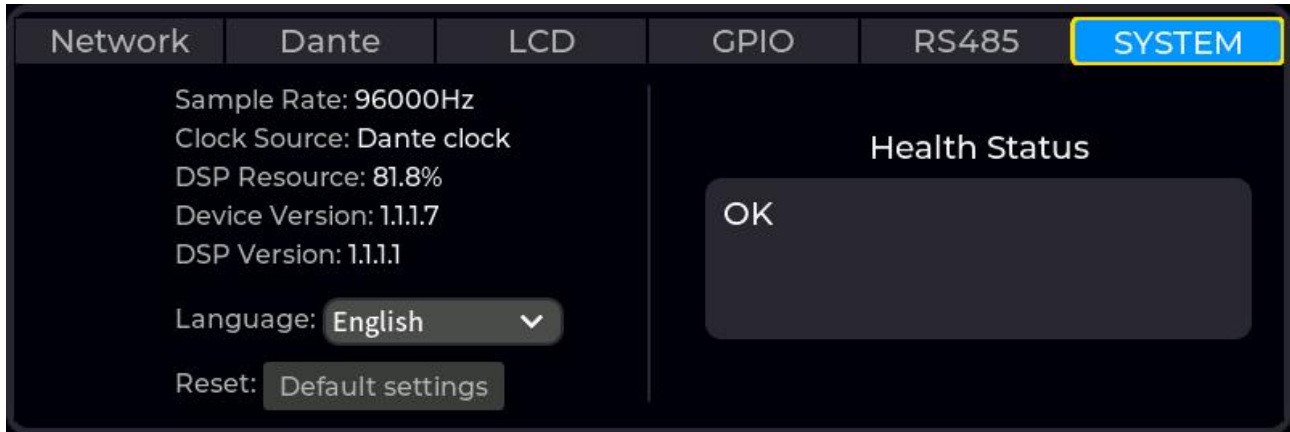 Network Dante LCD GPIO RS485 SYSTEM
Sample Rate: 96000Hz
Clock Source: Dante clock
DSP Resource: 81.8%
Device Version: 1.1.1.7
DSP Version: 1.1.1.1
Language: English
Reset: Default settings
Health Status
OK